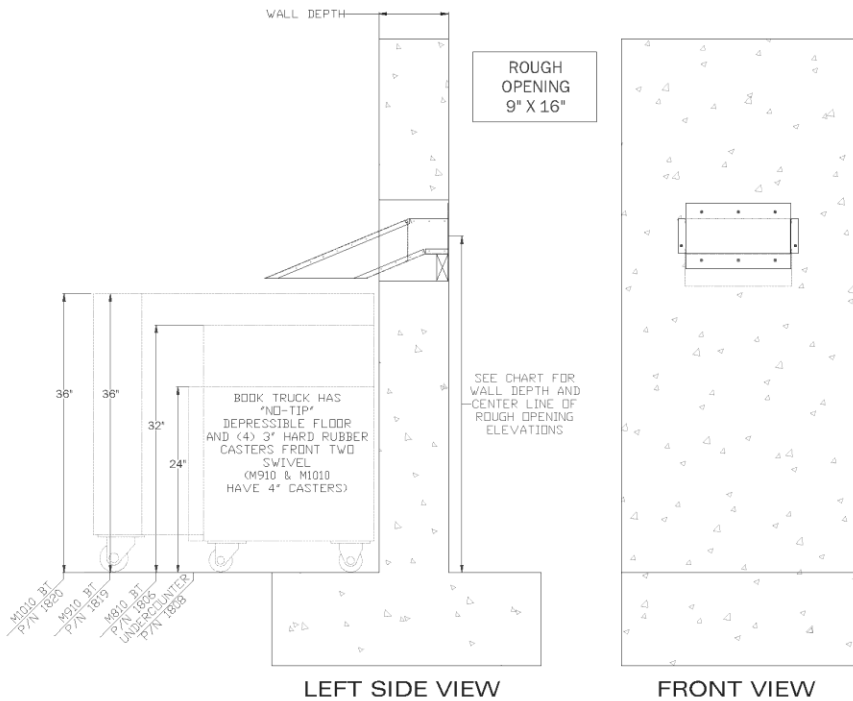 WALL DEPTH
ROUGH
OPENING
9" X 16"
36"
36"
32"
24"
BOOK TRUCK HAS
"NO-TIP"
DEPRESSIBLE FLOOR
AND (4) 3" HARD RUBBER
CASTERS FRONT TWO
SWIVEL
(M910 & M1010
HAVE 4" CASTERS)
SEE CHART FOR
WALL DEPTH AND
CENTER LINE OF
ROUGH OPENING
ELEVATIONS
M1010 BT
P/N 1820
M910 BT
P/N 1819
M810 BT
P/N 1806
UNDERCOUNTER
P/N 1808
LEFT SIDE VIEW
FRONT VIEW